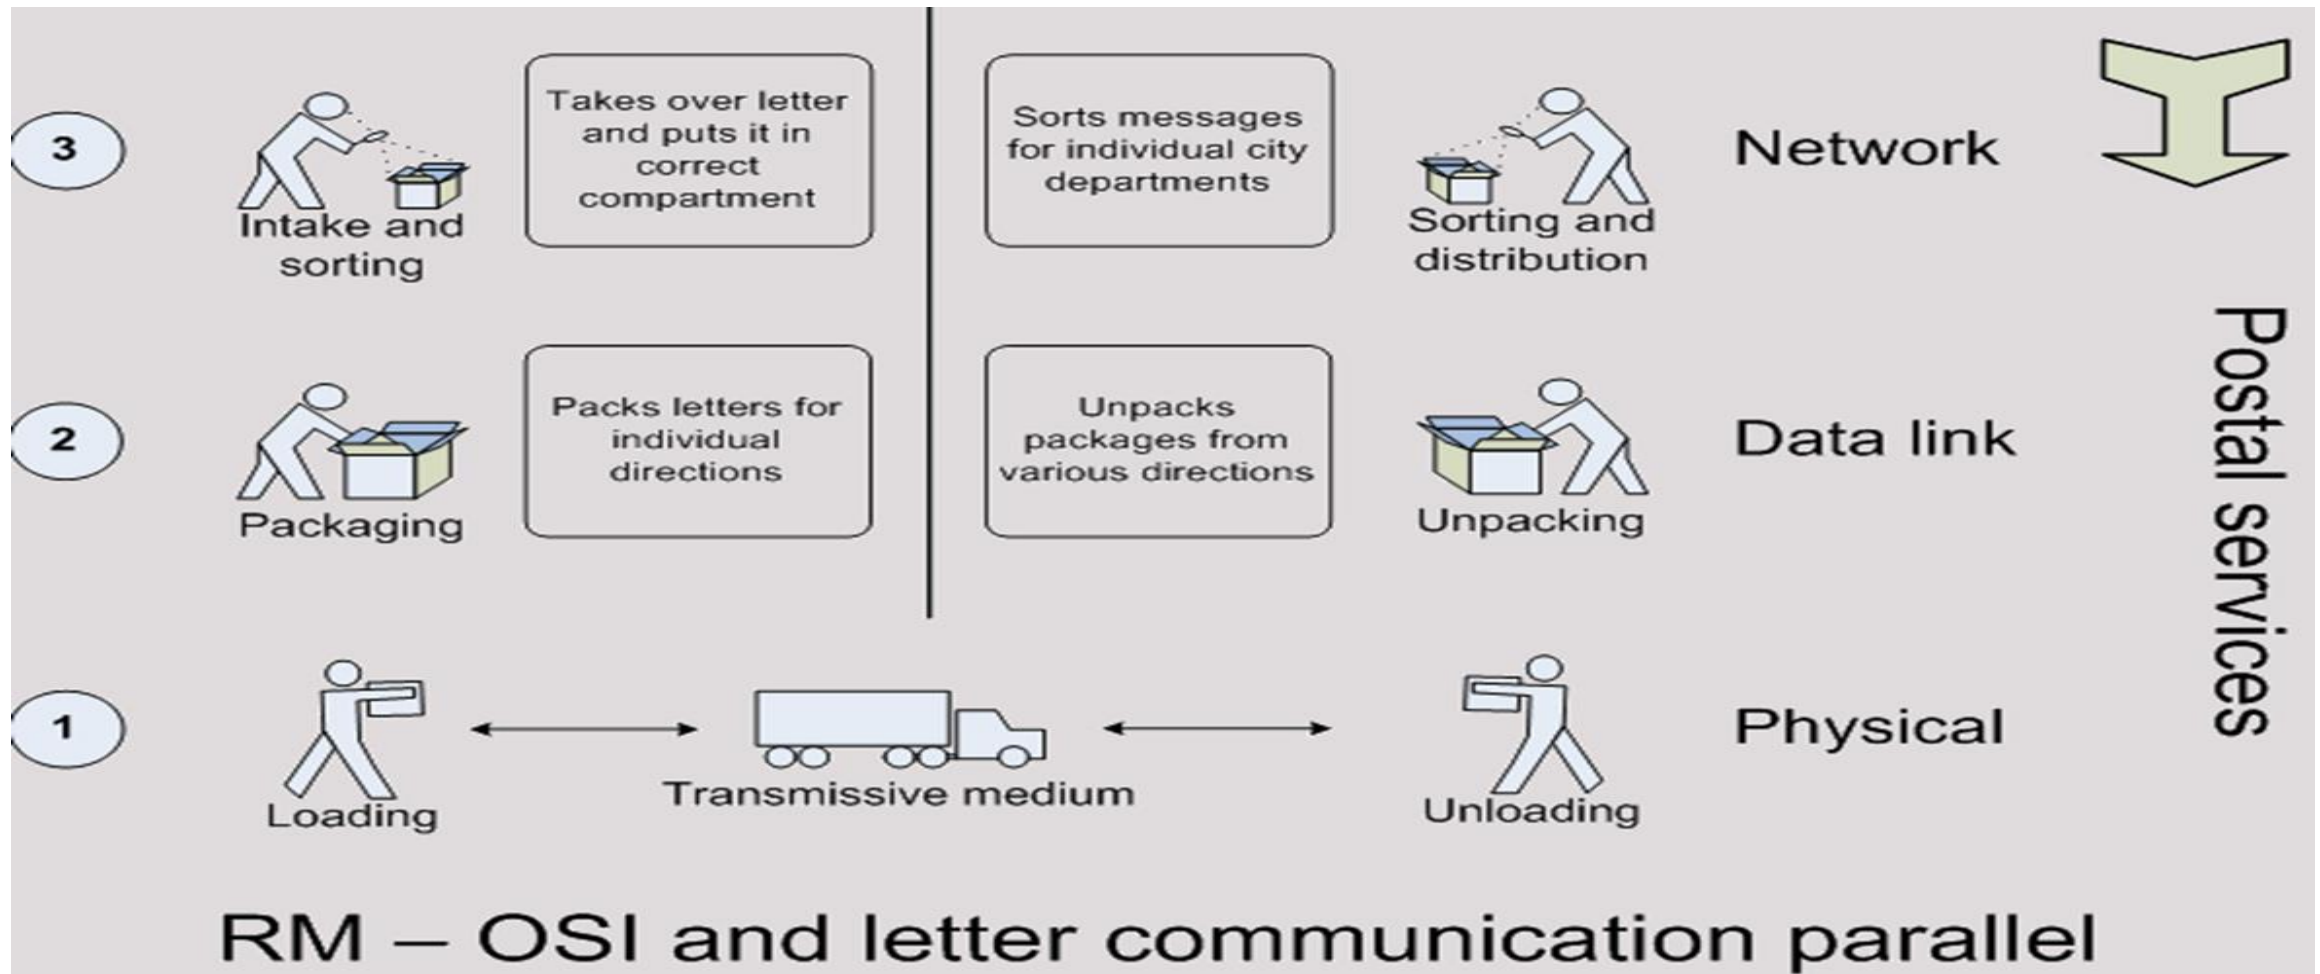 3
Intake and
sorting
Takes over letter
and puts it in
correct
compartment
Sorts messages
for individual city
departments
Sorting and
distribution
Network
2
Packaging
Packs letters for
individual
directions
Unpacks
packages from
various directions
Unpacking
Data link
1
Loading
Transmissive medium
Unloading
Physical
Postal services
RM – OSI and letter communication parallel